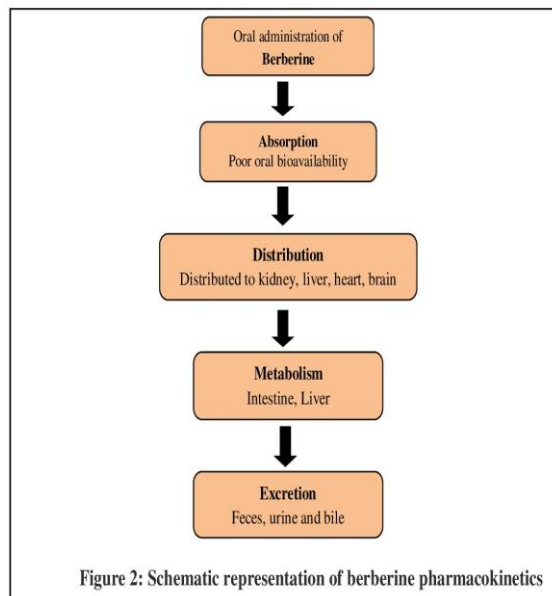 Oral administration of
Berberine
Absorption
Poor oral bioavailability
Distribution
Distributed to kidney, liver, heart, brain
Metabolism
Intestine, Liver
Excretion
Feces, urine and bile
Figure 2: Schematic representation of berberine pharmacokinetics